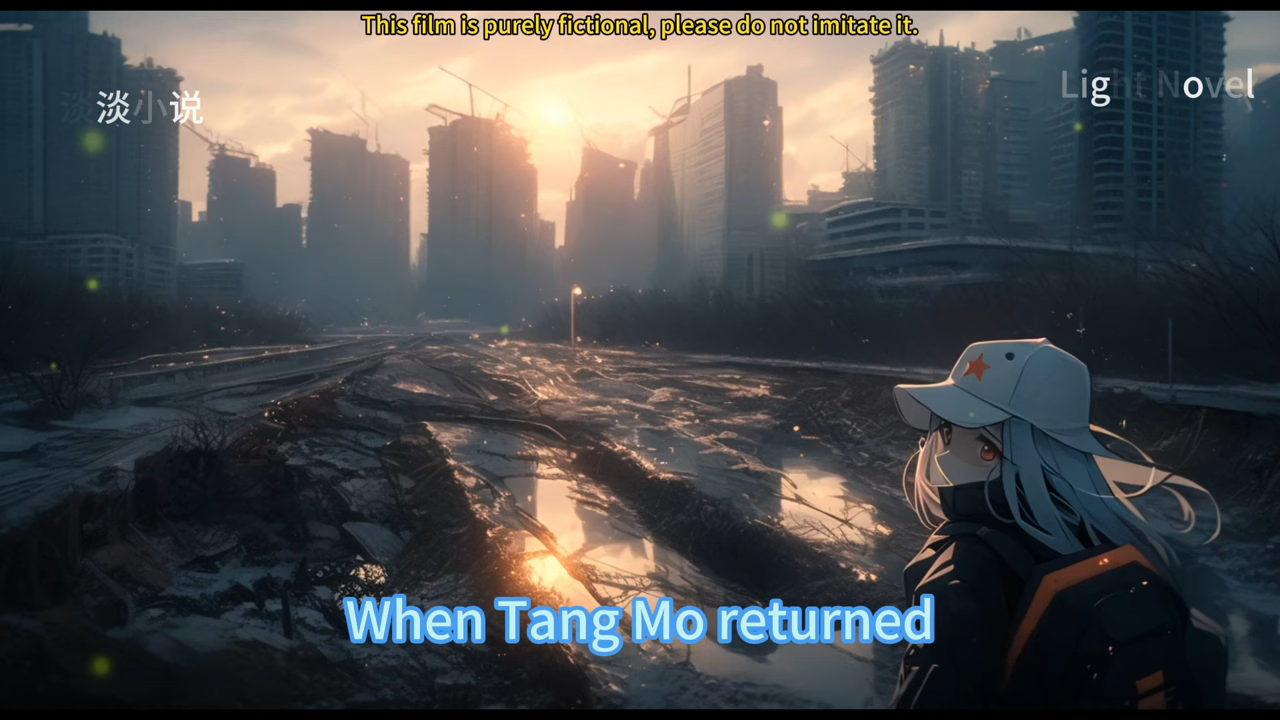 This film is purely fictional, please do not imitate it.
淡淡小说
Light Novel
When Tang Mo returned